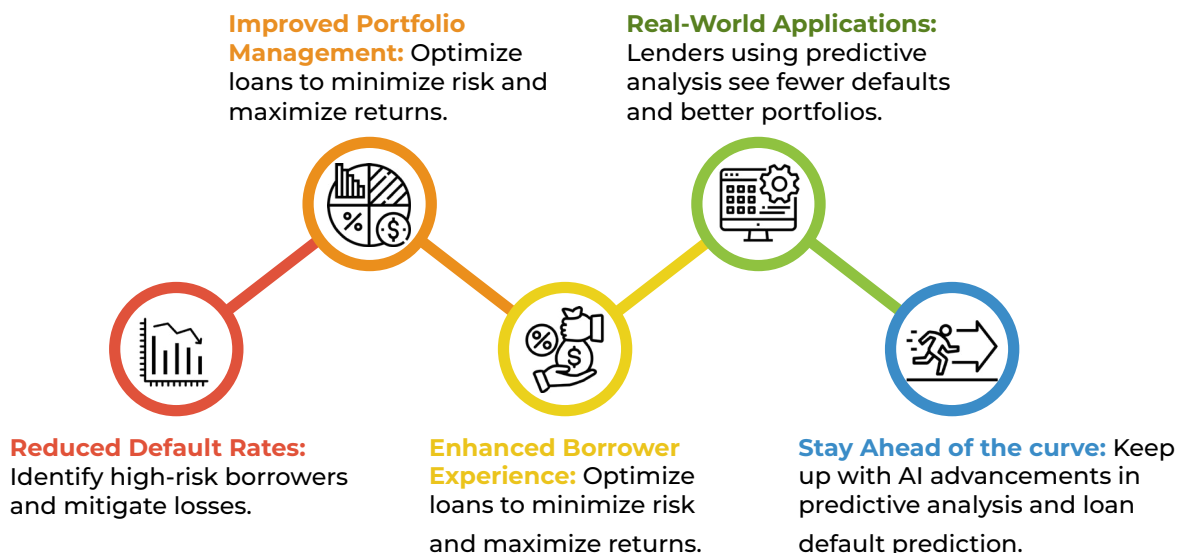 Improved Portfolio
Management: Optimize
loans to minimize risk and
maximize returns.
Real-World Applications:
Lenders using predictive
analysis see fewer defaults
and better portfolios.
%
$
%
$
Reduced Default Rates:
Identify high-risk borrowers
and mitigate losses.
Enhanced Borrower
Experience: Optimize
loans to minimize risk
and maximize returns.
Stay Ahead of the curve: Keep
up with AI advancements in
predictive analysis and loan
default prediction.